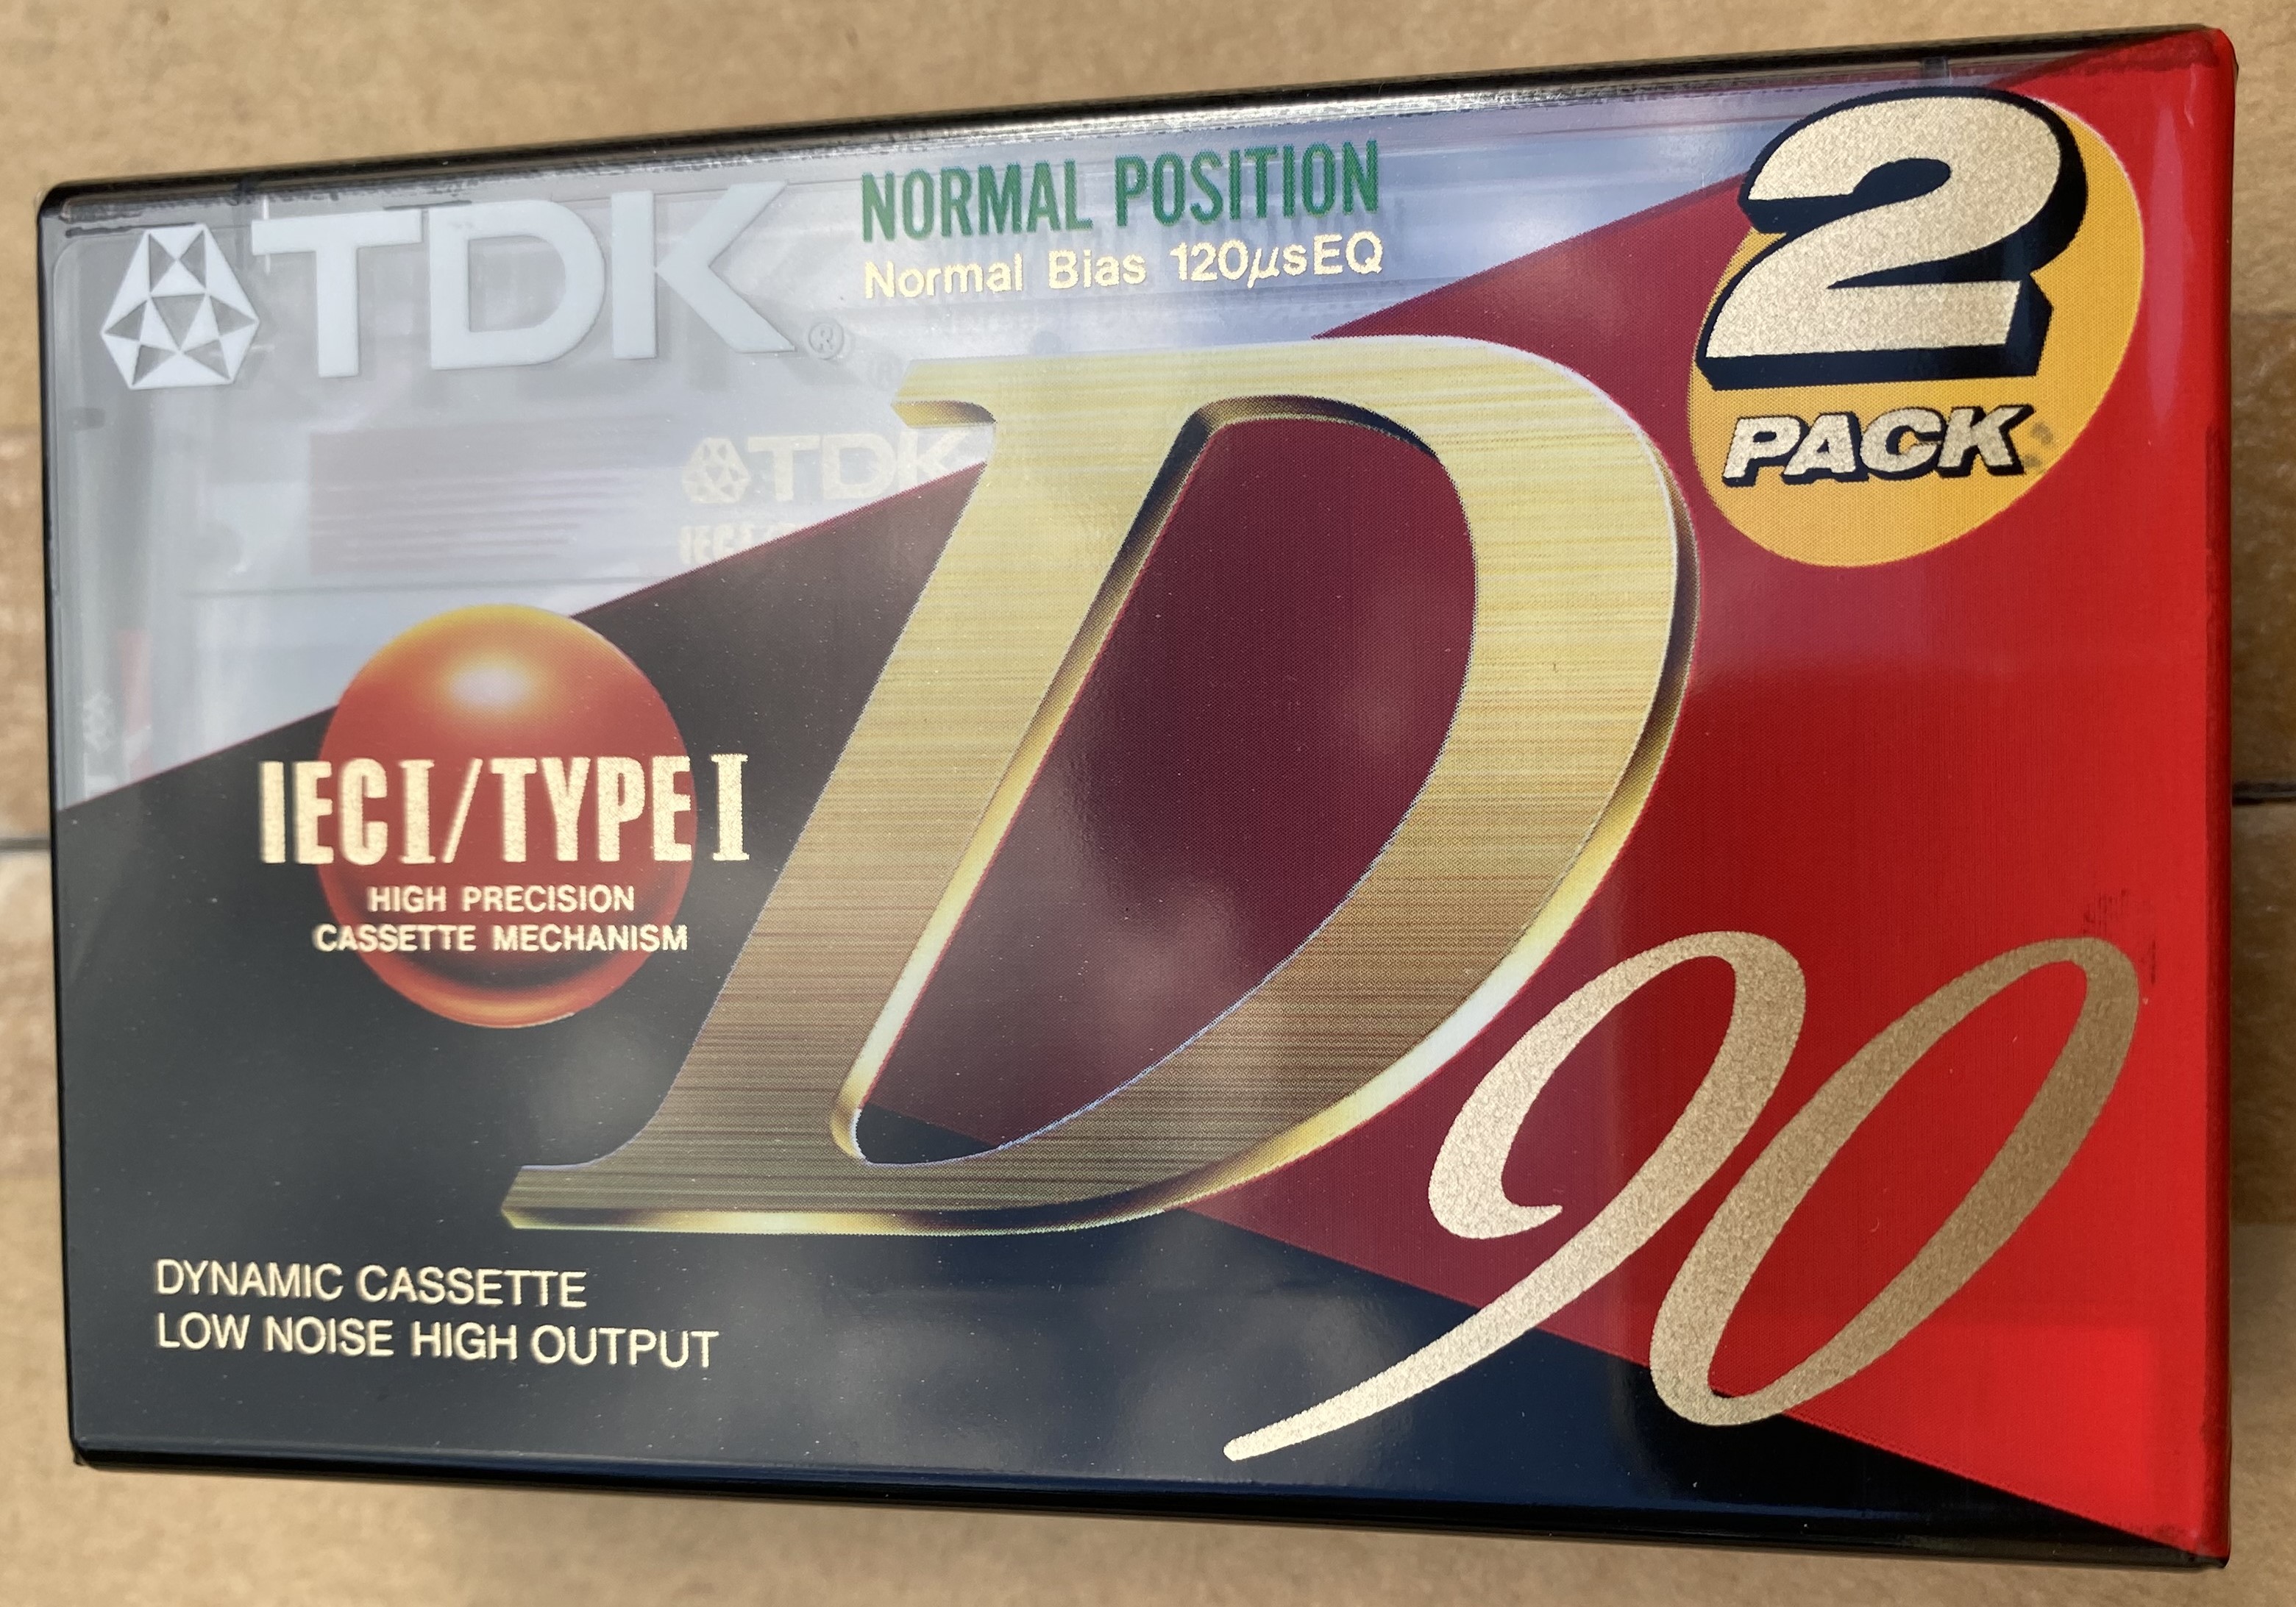 TDK®
NORMAL POSITION
Normal Bias 120µsEQ
2
PACK
TDK
IEC I/
D
IEC I/TYPE I
HIGH PRECISION
CASSETTE MECHANISM
90
DYNAMIC CASSETTE
LOW NOISE HIGH OUTPUT